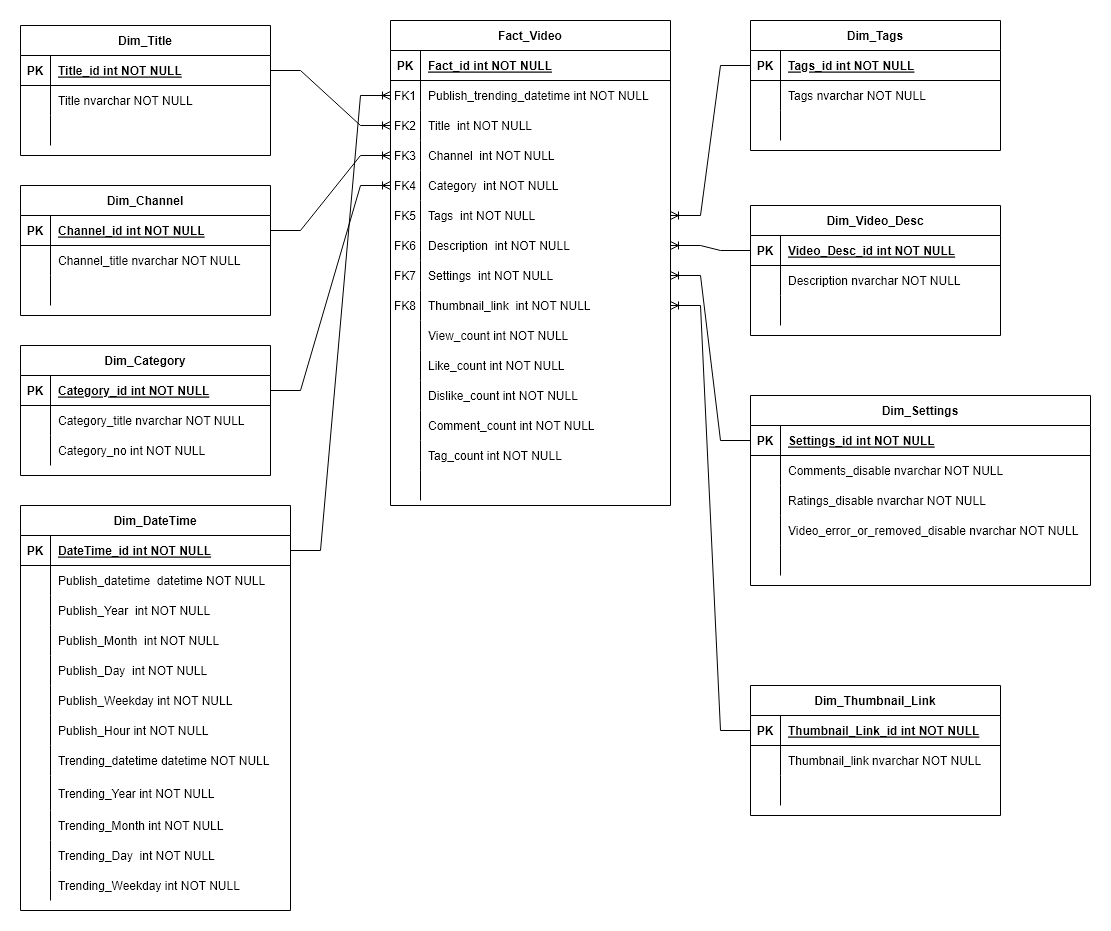 Dim_Title
PK Title_id int NOT NULL
Title nvarchar NOT NULL
Dim_Channel
PK Channel_id int NOT NULL
Channel_title nvarchar NOT NULL
Dim_Category
PK Category_id int NOT NULL
Category_title nvarchar NOT NULL
Category_no int NOT NULL
Dim_DateTime
PK DateTime_id int NOT NULL
Publish_datetime datetime NOT NULL
Publish_Year int NOT NULL
Publish_Month int NOT NULL
Publish_Day int NOT NULL
Publish_Weekday int NOT NULL
Publish_Hour int NOT NULL
Trending_datetime datetime NOT NULL
Trending_Year int NOT NULL
Trending_Month int NOT NULL
Trending_Day int NOT NULL
Trending_Weekday int NOT NULL
Fact_Video
PK Fact_id int NOT NULL
FK1 Publish_trending_datetime int NOT NULL
FK2 Title int NOT NULL
FK3 Channel int NOT NULL
FK4 Category int NOT NULL
FK5 Tags int NOT NULL
FK6 Description int NOT NULL
FK7 Settings int NOT NULL
FK8 Thumbnail_link int NOT NULL
View_count int NOT NULL
Like_count int NOT NULL
Dislike_count int NOT NULL
Comment_count int NOT NULL
Tag_count int NOT NULL
Dim_Tags
PK Tags_id int NOT NULL
Tags nvarchar NOT NULL
Dim_Video_Desc
PK Video_Desc_id int NOT NULL
Description nvarchar NOT NULL
Dim_Settings
PK Settings_id int NOT NULL
Comments_disable nvarchar NOT NULL
Ratings_disable nvarchar NOT NULL
Video_error_or_removed_disable nvarchar NOT NULL
Dim_Thumbnail_Link
PK Thumbnail_Link_id int NOT NULL
Thumbnail_link nvarchar NOT NULL